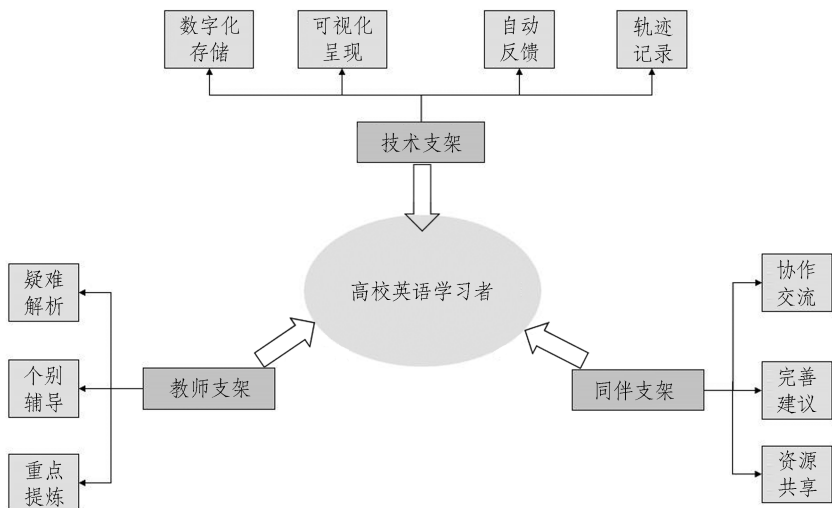 数字化
存储
可视化
呈现
自动
反馈
轨迹
记录
技术支架
高校英语学习者
疑难
解析
个别
辅导
重点
提炼
教师支架
同伴支架
协作
交流
完善
建议
资源
共享